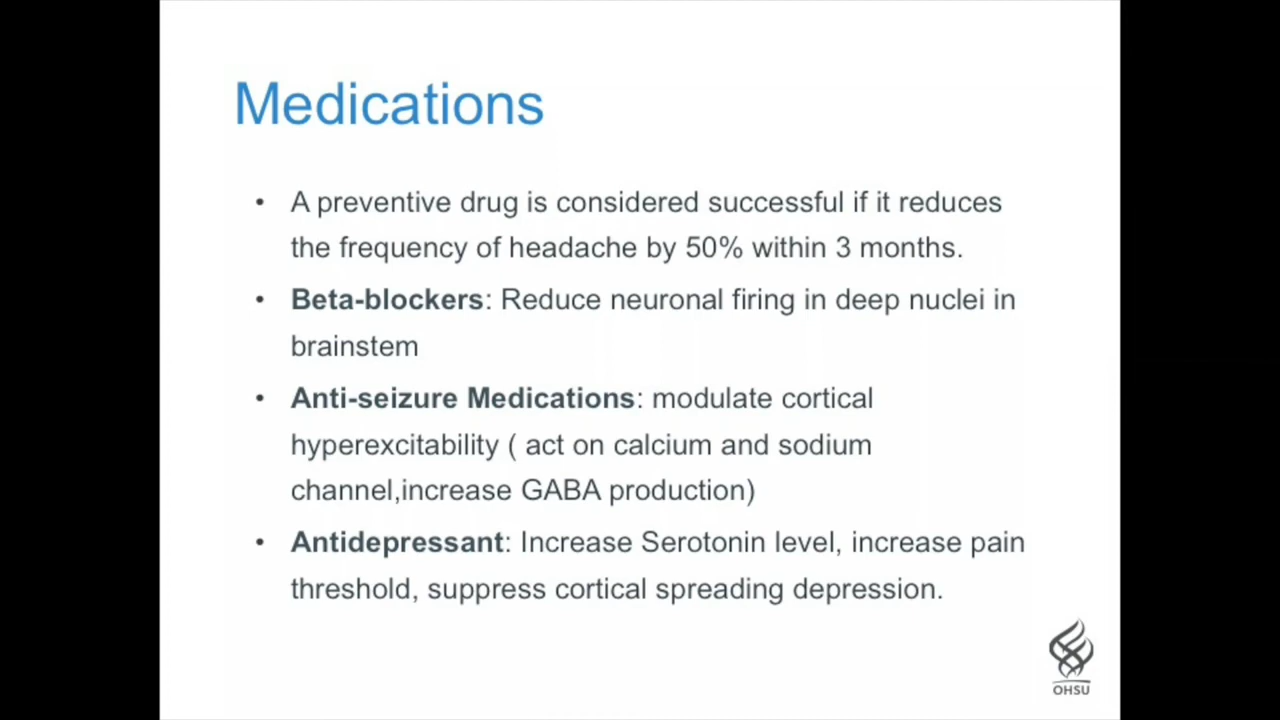 Medications
• A preventive drug is considered successful if it reduces
the frequency of headache by 50% within 3 months.
• Beta-blockers: Reduce neuronal firing in deep nuclei in
brainstem
• Anti-seizure Medications: modulate cortical
hyperexcitability ( act on calcium and sodium
channel,increase GABA production)
• Antidepressant: Increase Serotonin level, increase pain
threshold, suppress cortical spreading depression.
OHSU